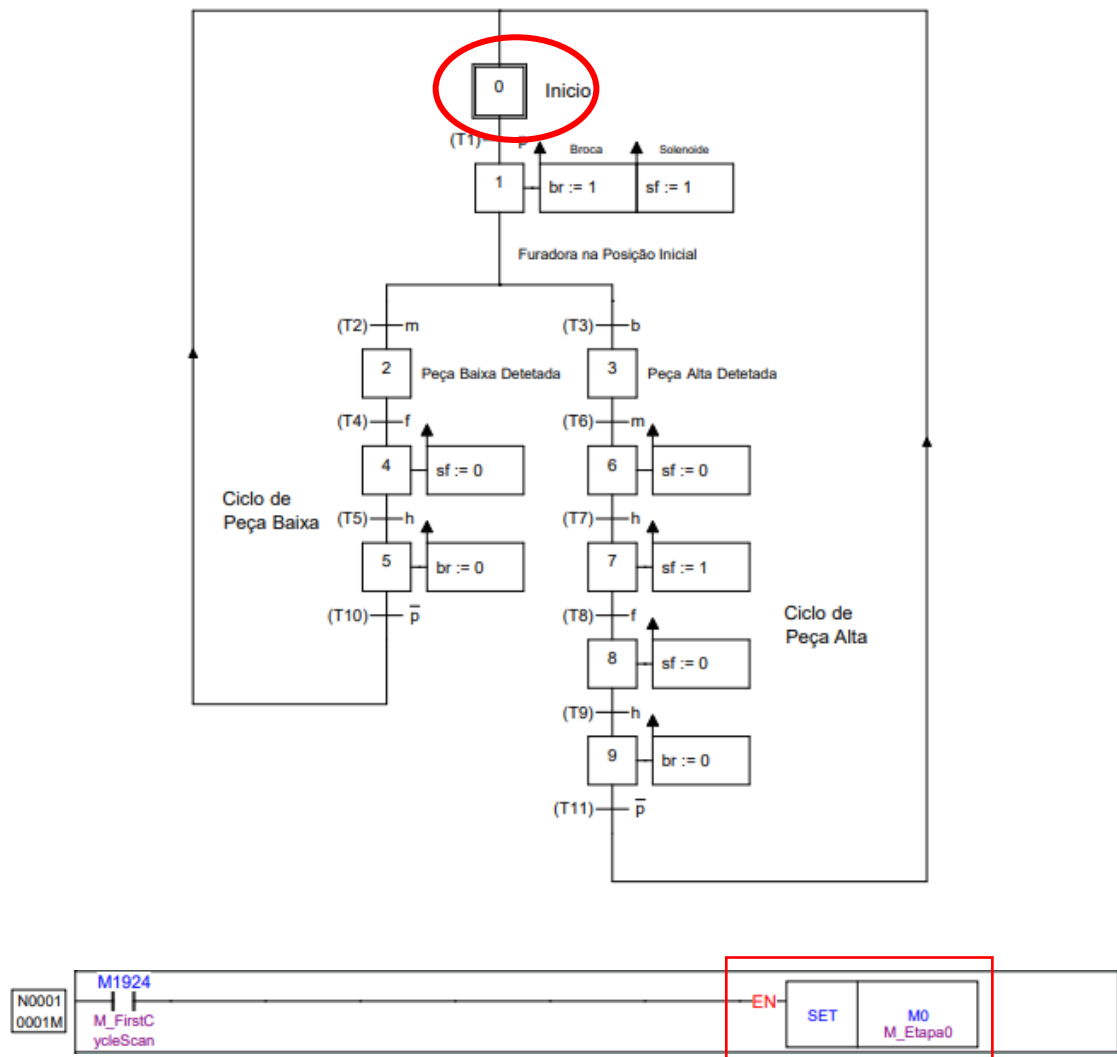 0
Inicio
(T1) p
Broca
Solenoide
1
br := 1
sf := 1
Furadora na Posição Inicial
(T2) m
(T3) b
2
Peça Baixa Detetada
3
Peça Alta Detetada
(T4) f
(T6) m
4
sf := 0
6
sf := 0
Ciclo de
Peça Baixa
(T5) h
(T7) h
5
br := 0
7
sf := 1
(T10) p̅
(T8) f
Ciclo de
Peça Alta
8
sf := 0
(T9) h
9
br := 0
(T11) p̅
M1924
N0001
0001M
M_FirstC
ycleScan
EN
SET
M0
M_Etapa0